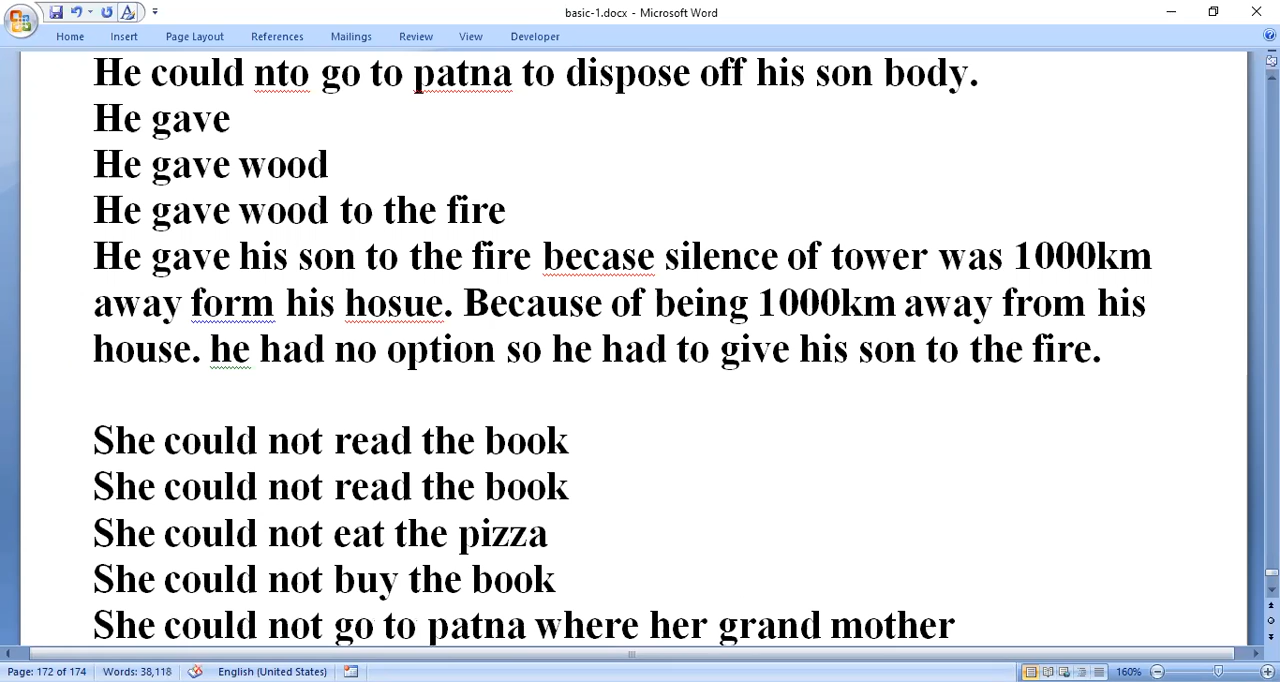 basic-1.docx - Microsoft Word
Home Insert Page Layout References Mailings Review View Developer
He could nto go to patna to dispose off his son body.
He gave
He gave wood
He gave wood to the fire
He gave his son to the fire becase silence of tower was 1000km
away form his hosue. Because of being 1000km away from his
house. he had no option so he had to give his son to the fire.
She could not read the book
She could not read the book
She could not eat the pizza
She could not buy the book
She could not go to patna where her grand mother
Page: 172 of 174 Words: 38,118 English (United States) 160%